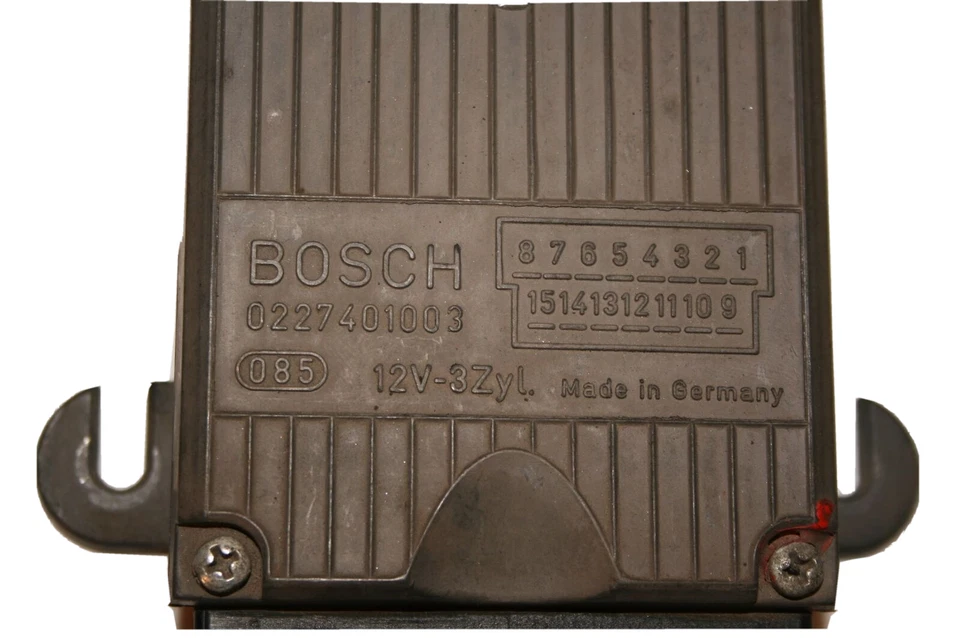 BOSCH
0227401003
085
12V-3Zyl.
Made in Germany
8 7 6 5 4 3 2 1
15 14 13 12 11 10 9